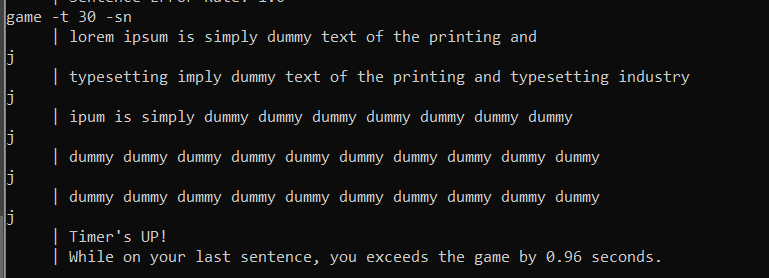 | Sentence Error Rate: 1.0
game -t 30 -sn
| lorem ipsum is simply dummy text of the printing and
j
| typesetting imply dummy text of the printing and typesetting industry
j
| ipum is simply dummy dummy dummy dummy dummy dummy dummy
j
| dummy dummy dummy dummy dummy dummy dummy dummy dummy dummy
j
| dummy dummy dummy dummy dummy dummy dummy dummy dummy dummy
j
| Timer's UP!
| While on your last sentence, you exceeds the game by 0.96 seconds.